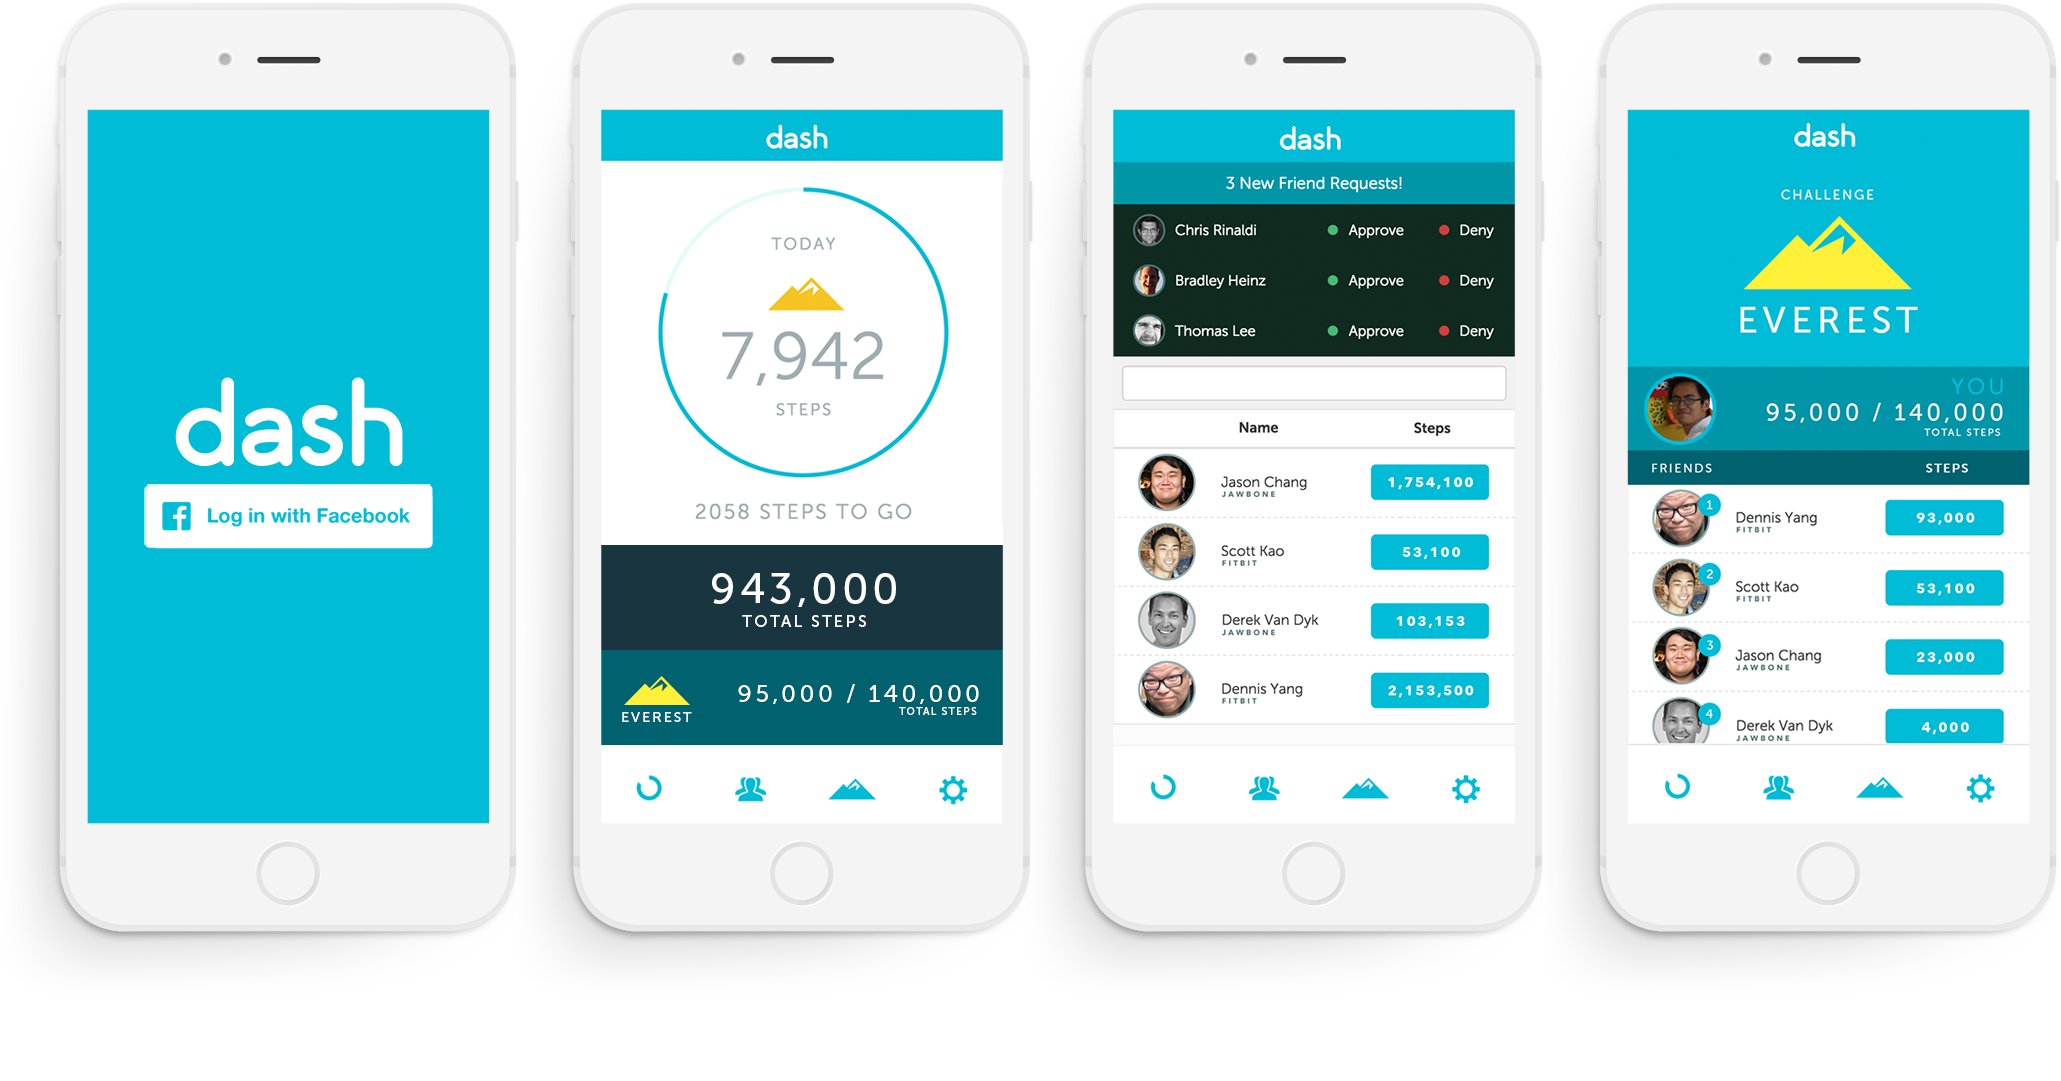 dash
Log in with Facebook
dash
TODAY
7,942
STEPS
2058 STEPS TO GO
943,000
TOTAL STEPS
EVEREST
95,000 / 140,000
TOTAL STEPS
dash
3 New Friend Requests!
Chris Rinaldi Approve Deny
Bradley Heinz Approve Deny
Thomas Lee Approve Deny
Name Steps
Jason Chang 1,754,100
JAWBONE
Scott Kao 53,100
FITBIT
Derek Van Dyk 103,153
JAWBONE
Dennis Yang 2,153,500
FITBIT
dash
CHALLENGE
EVEREST
YOU
95,000 / 140,000
TOTAL STEPS
FRIENDS STEPS
1 Dennis Yang 93,000
FITBIT
2 Scott Kao 53,100
FITBIT
3 Jason Chang 23,000
JAWBONE
4 Derek Van Dyk 4,000
JAWBONE